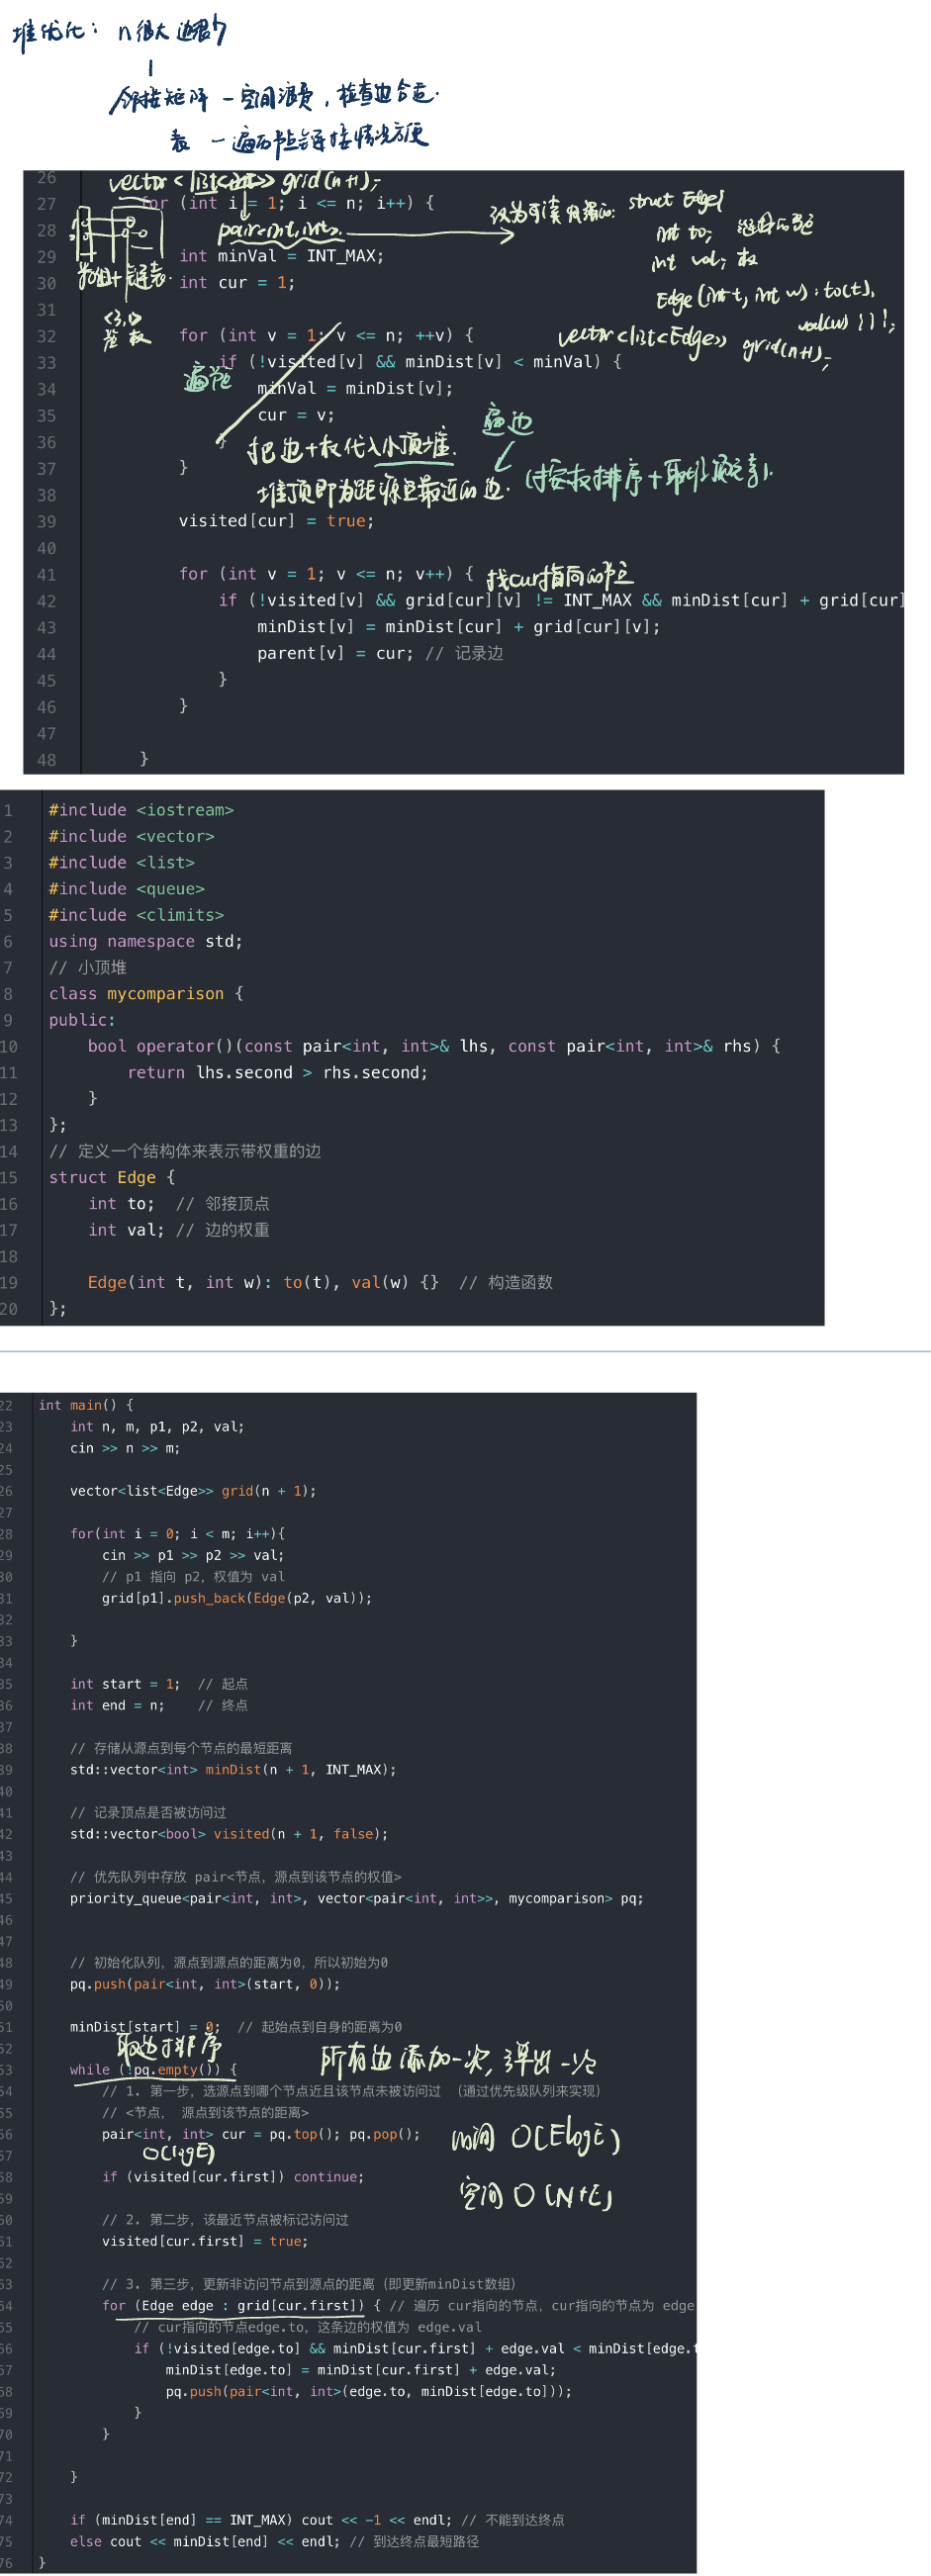 堆优化: n很大 边很少
邻接矩阵 — 空间浪费, 检查边合适.
表 — 遍历节点链接情况方便
26 vector<list<int>> grid(n+1);
27 for (int i = 1; i <= n; i++) {
28 pair<int, int>. 改为可读性强的: struct Edge{
int to; 链接的节点
29 int minVal = INT_MAX;
int val; 权
数组+链表.
30 int cur = 1;
Edge(int t, int w): to(t),
31
<3,1>
val(w) {}};
点 权
vector<list<Edge>> grid(n+1);
32 for (int v = 1; v <= n; ++v) {
33 if (!visited[v] && minDist[v] < minVal) {
遍历点
34 minVal = minDist[v];
35 cur = v;
遍边
36 }
把边+权代入小顶堆.
37 }
(按权排序+取堆顶元素).
38 堆顶即为距源点最近的边.
39 visited[cur] = true;
40
41 for (int v = 1; v <= n; v++) { 找cur指向的节点
42 if (!visited[v] && grid[cur][v] != INT_MAX && minDist[cur] + grid[cur]
43 minDist[v] = minDist[cur] + grid[cur][v];
44 parent[v] = cur; // 记录边
45 }
46 }
47
48 }
1 #include <iostream>
2 #include <vector>
3 #include <list>
4 #include <queue>
5 #include <climits>
6 using namespace std;
7 // 小顶堆
8 class mycomparison {
9 public:
10 bool operator()(const pair<int, int>& lhs, const pair<int, int>& rhs) {
11 return lhs.second > rhs.second;
12 }
13 };
14 // 定义一个结构体来表示带权重的边
15 struct Edge {
16 int to; // 邻接顶点
17 int val; // 边的权重
18
19 Edge(int t, int w): to(t), val(w) {} // 构造函数
20 };
22 int main() {
23 int n, m, p1, p2, val;
24 cin >> n >> m;
25
26 vector<list<Edge>> grid(n + 1);
27
28 for(int i = 0; i < m; i++){
29 cin >> p1 >> p2 >> val;
30 // p1 指向 p2,权值为 val
31 grid[p1].push_back(Edge(p2, val));
32
33 }
34
35 int start = 1; // 起点
36 int end = n; // 终点
37
38 // 存储从源点到每个节点的最短距离
39 std::vector<int> minDist(n + 1, INT_MAX);
40
41 // 记录顶点是否被访问过
42 std::vector<bool> visited(n + 1, false);
43
44 // 优先队列中存放 pair<节点,源点到该节点的权值>
45 priority_queue<pair<int, int>, vector<pair<int, int>>, mycomparison> pq;
46
47
48 // 初始化队列,源点到源点的距离为0,所以初始为0
49 pq.push(pair<int, int>(start, 0));
50
51 minDist[start] = 0; // 起始点到自身的距离为0
52 取边+排序 所有边添加一次,弹出一次
53 while (!pq.empty()) {
54 // 1. 第一步,选源点到哪个节点近且该节点未被访问过 (通过优先级队列来实现)
55 // <节点, 源点到该节点的距离>
56 pair<int, int> cur = pq.top(); pq.pop(); 时间 O(ElogE)
57 O(logE)
58 if (visited[cur.first]) continue;
59 空间 O(N+E)
60 // 2. 第二步,该最近节点被标记访问过
61 visited[cur.first] = true;
62
63 // 3. 第三步,更新非访问节点到源点的距离(即更新minDist数组)
64 for (Edge edge : grid[cur.first]) { // 遍历 cur指向的节点,cur指向的节点为 edge
65 // cur指向的节点edge.to,这条边的权值为 edge.val
66 if (!visited[edge.to] && minDist[cur.first] + edge.val < minDist[edge.t
67 minDist[edge.to] = minDist[cur.first] + edge.val;
68 pq.push(pair<int, int>(edge.to, minDist[edge.to]));
69 }
70 }
71
72 }
73
74 if (minDist[end] == INT_MAX) cout << -1 << endl; // 不能到达终点
75 else cout << minDist[end] << endl; // 到达终点最短路径
76 }